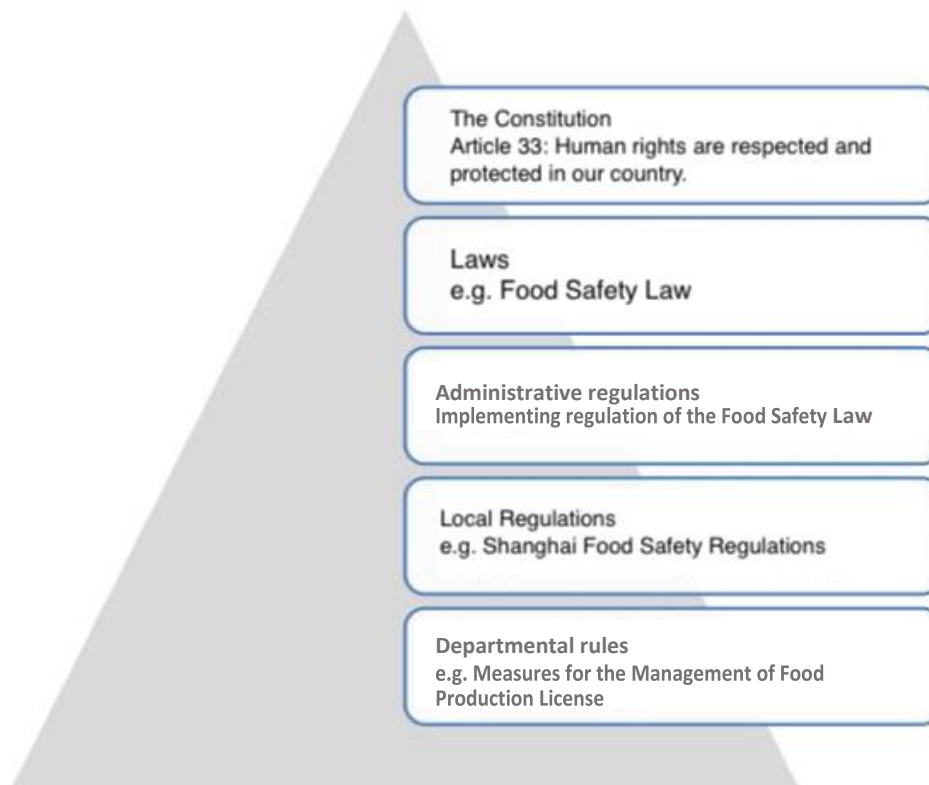 The Constitution
Article 33: Human rights are respected and
protected in our country.
Laws
e.g. Food Safety Law
Administrative regulations
Implementing regulation of the Food Safety Law
Local Regulations
e.g. Shanghai Food Safety Regulations
Departmental rules
e.g. Measures for the Management of Food
Production License